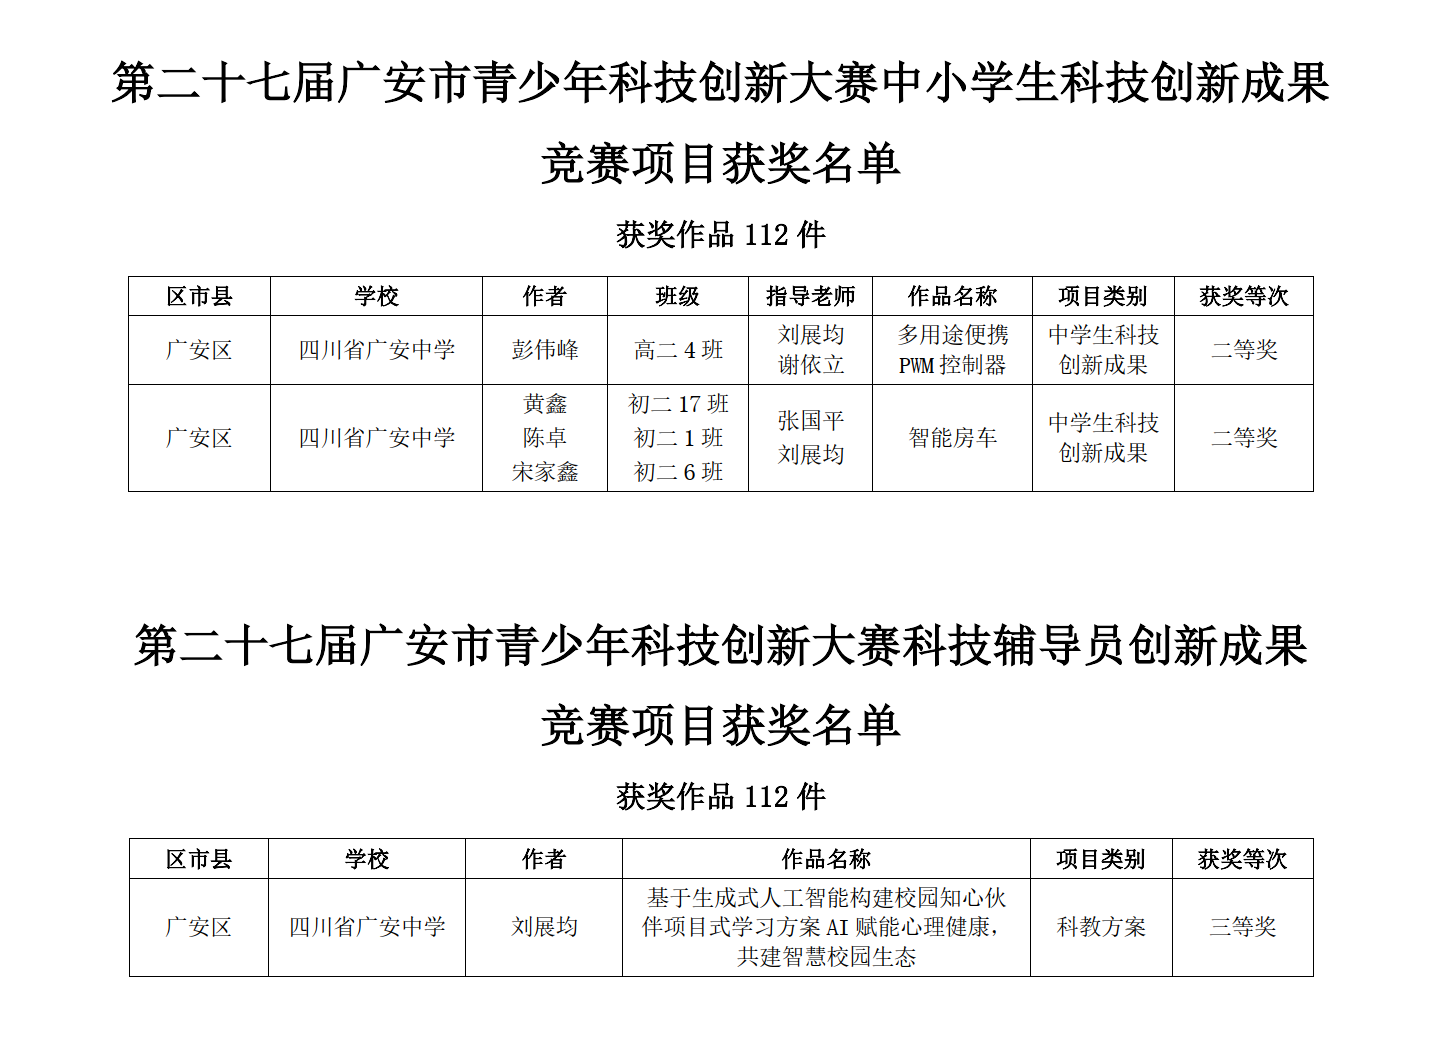 第二十七届广安市青少年科技创新大赛中小学生科技创新成果
竞赛项目获奖名单
获奖作品 112 件
区市县 学校 作者 班级 指导老师 作品名称 项目类别 获奖等次
广安区 四川省广安中学 彭伟峰 高二 4 班 刘展均 谢依立 多用途便携 PWM 控制器 中学生科技 创新成果 二等奖
广安区 四川省广安中学 黄鑫 陈卓 宋家鑫 初二 17 班 初二 1 班 初二 6 班 张国平 刘展均 智能房车 中学生科技 创新成果 二等奖
第二十七届广安市青少年科技创新大赛科技辅导员创新成果
竞赛项目获奖名单
获奖作品 112 件
区市县 学校 作者 作品名称 项目类别 获奖等次
广安区 四川省广安中学 刘展均 基于生成式人工智能构建校园知心伙 伴项目式学习方案 AI 赋能心理健康， 共建智慧校园生态 科教方案 三等奖